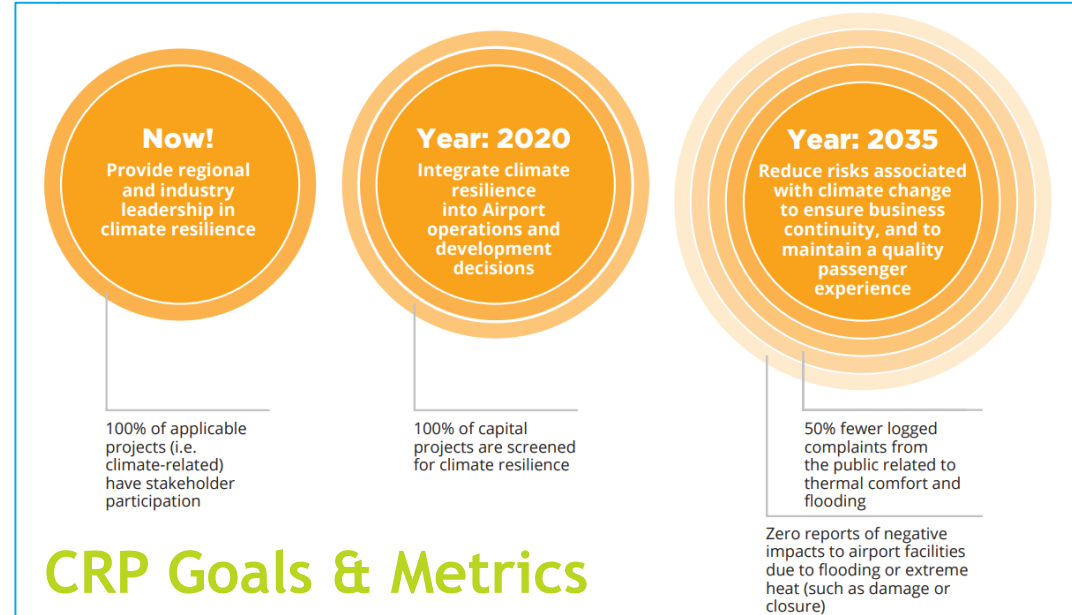 Now!
Provide regional
and industry
leadership in
climate resilience
100% of applicable
projects (i.e.
climate-related)
have stakeholder
participation
Year: 2020
Integrate climate
resilience
into Airport
operations and
development
decisions
100% of capital
projects are screened
for climate resilience
Year: 2035
Reduce risks associated
with climate change
to ensure business
continuity, and to
maintain a quality
passenger
experience
50% fewer logged
complaints from
the public related to
thermal comfort and
flooding
Zero reports of negative
impacts to airport facilities
due to flooding or extreme
heat (such as damage or
closure)
CRP Goals & Metrics